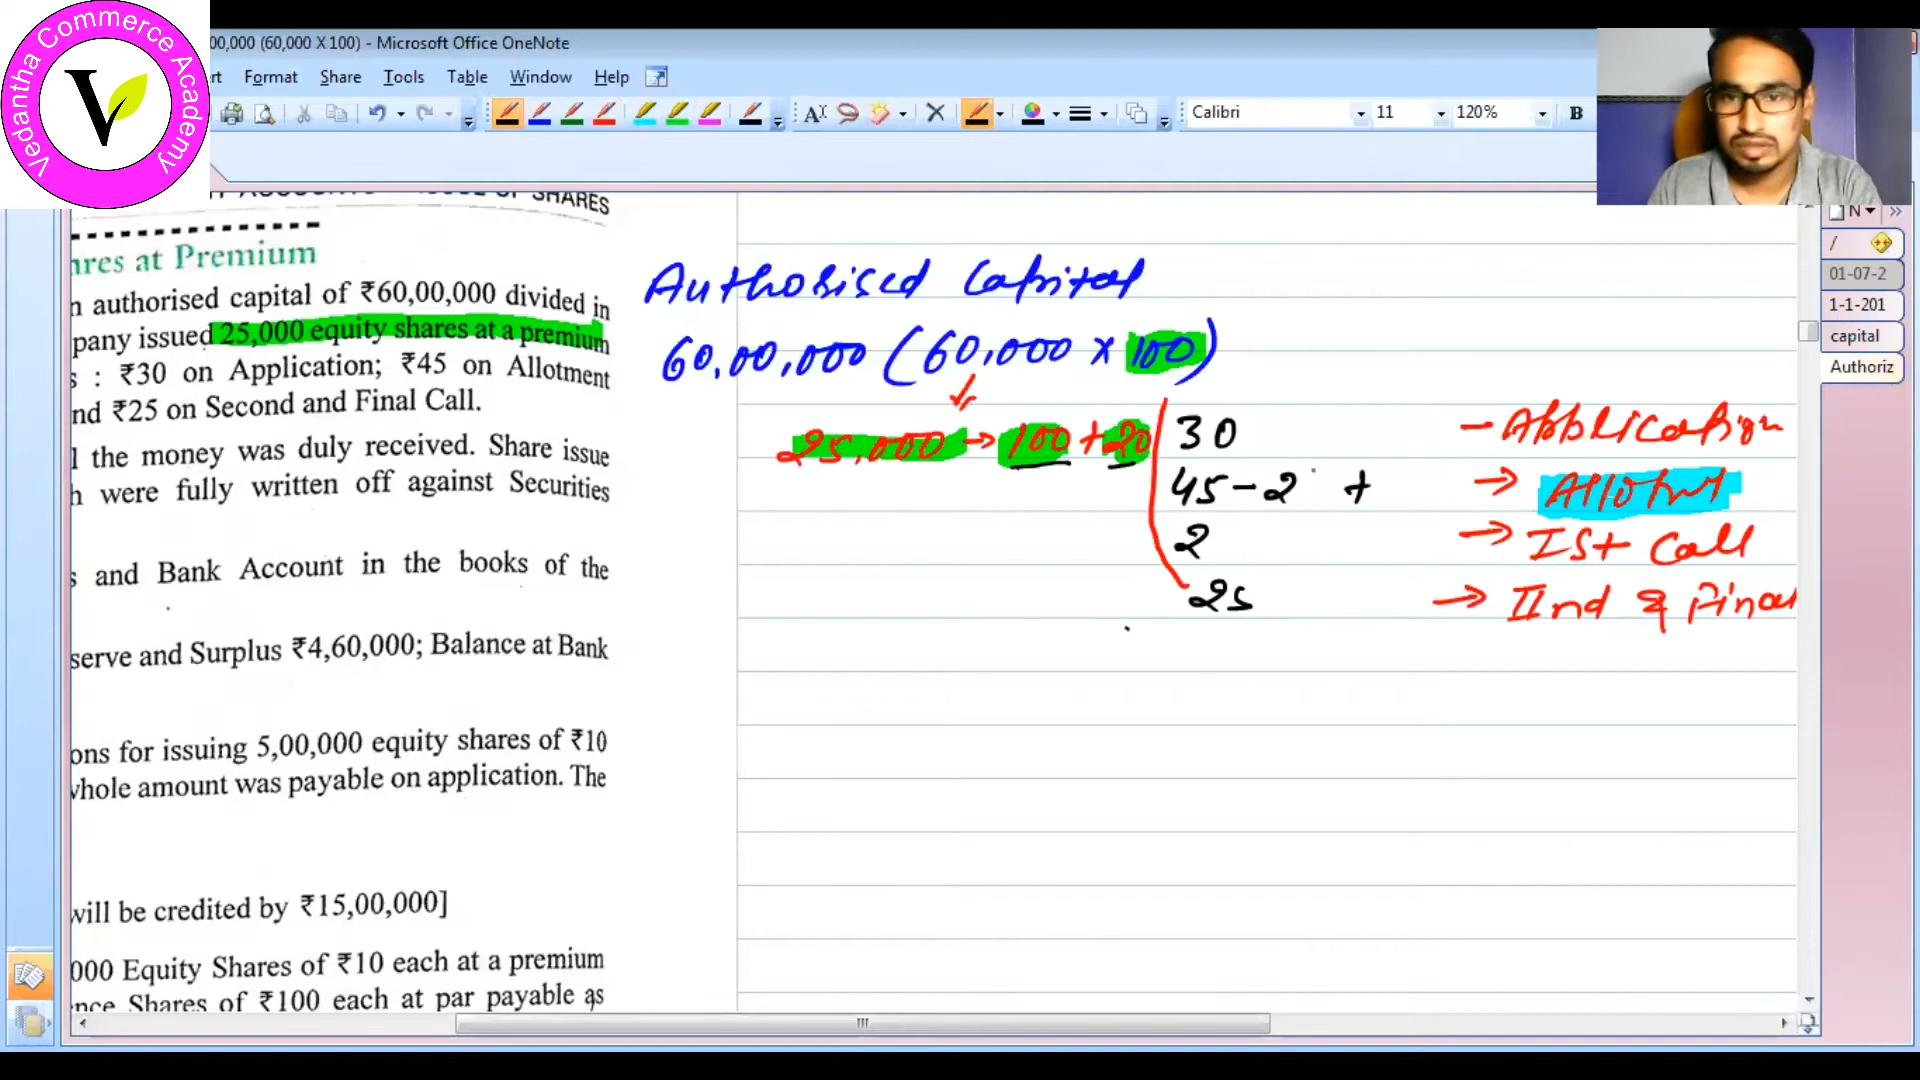 Vedantha Commerce Academy
V
00,000 (60,000 X 100) - Microsoft Office OneNote
rt Format Share Tools Table Window Help
Calibri 11 120% B
ISSUE OF SHARES
ares at Premium
n authorised capital of ₹60,00,000 divided in
pany issued 25,000 equity shares at a premium
s : ₹30 on Application; ₹45 on Allotment
nd ₹25 on Second and Final Call.
l the money was duly received. Share issue
h were fully written off against Securities
s and Bank Account in the books of the
serve and Surplus ₹4,60,000; Balance at Bank
ons for issuing 5,00,000 equity shares of ₹10
whole amount was payable on application. The
will be credited by ₹15,00,000]
000 Equity Shares of ₹10 each at a premium
nce Shares of ₹100 each at par payable as
Authorised Capital
60,00,000 (60,000 × 100)
25,000 → 100 + 20
30 - Application
45 - 2 + →
2 → Ist Call
25 → IInd & Final
N
/
01-07-2
1-1-201
capital
Authoriz